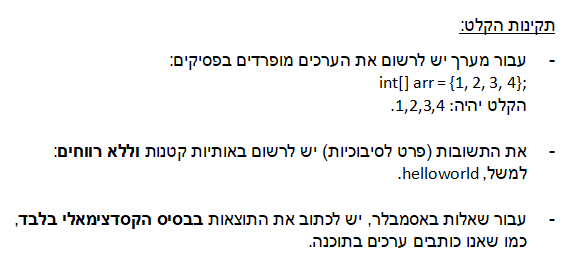 תקינות הקלט:
- עבור מערך יש לרשום את הערכים מופרדים בפסיקים:
int[] arr = {1, 2, 3, 4};
הקלט יהיה: 1,2,3,4.
- את התשובות (פרט לסיבוכיות) יש לרשום באותיות קטנות וללא רווחים:
למשל, helloworld.
- עבור שאלות באסמבלר, יש לכתוב את התוצאות בבסיס הקסדצימאלי בלבד,
כמו שאנו כותבים ערכים בתוכנה.